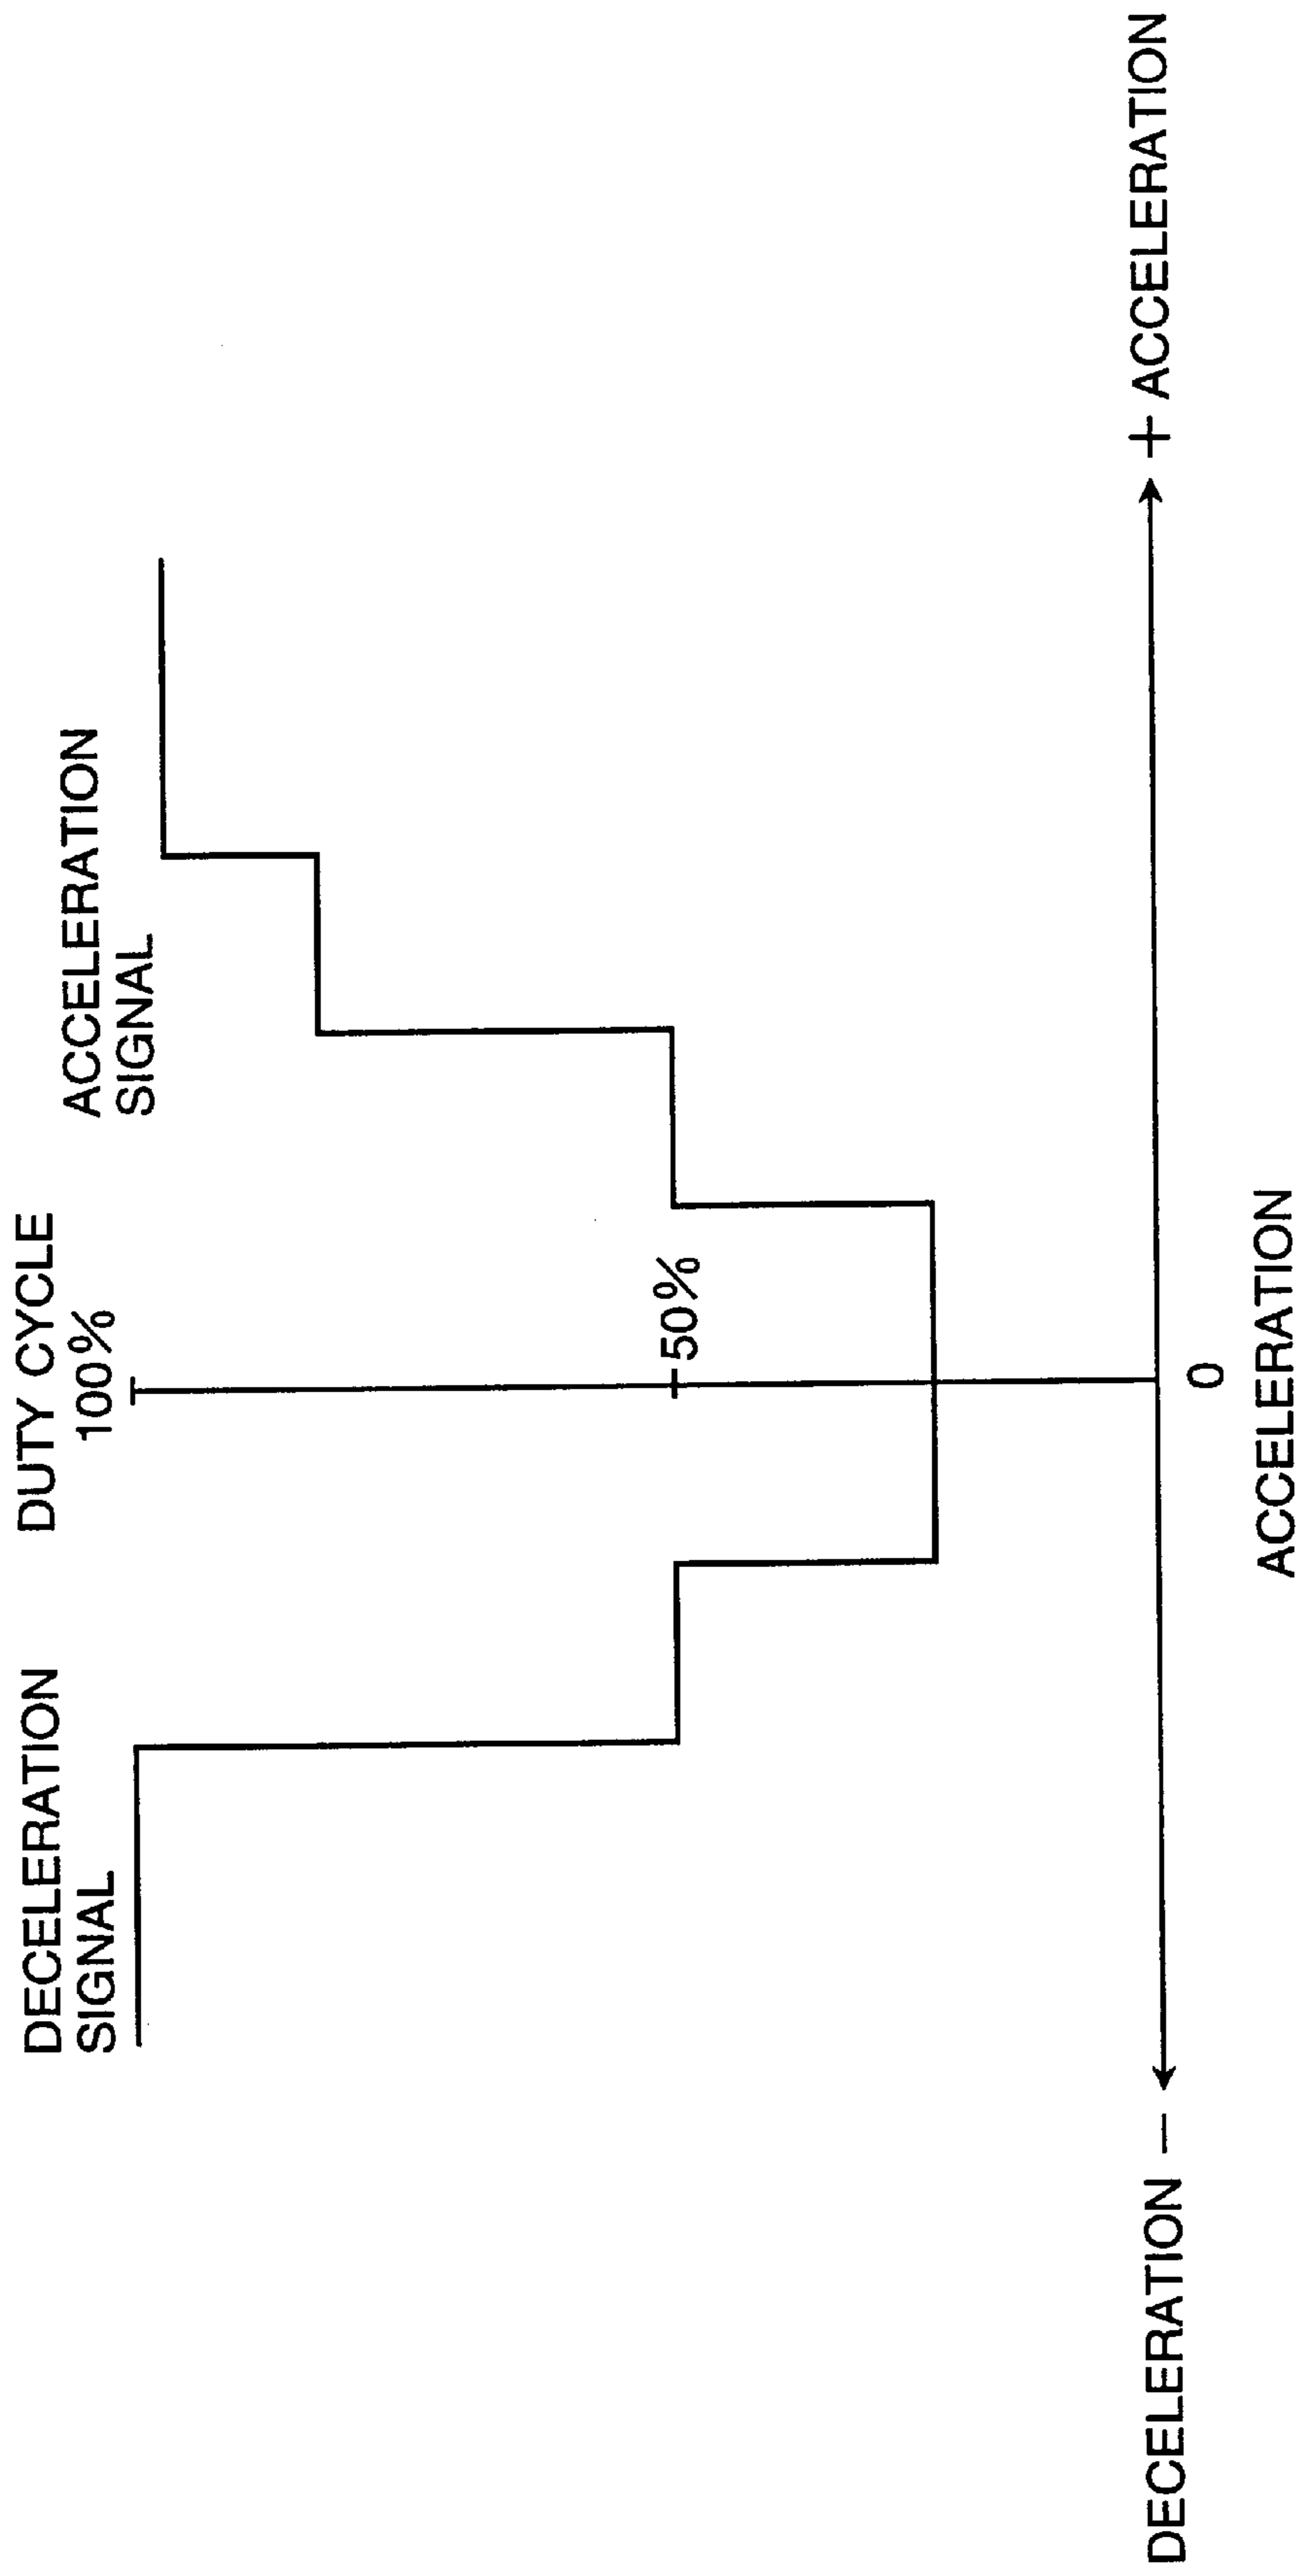 DUTY CYCLE
100%
DECELERATION
SIGNAL
ACCELERATION
SIGNAL
50%
DECELERATION −
+ ACCELERATION
0
ACCELERATION